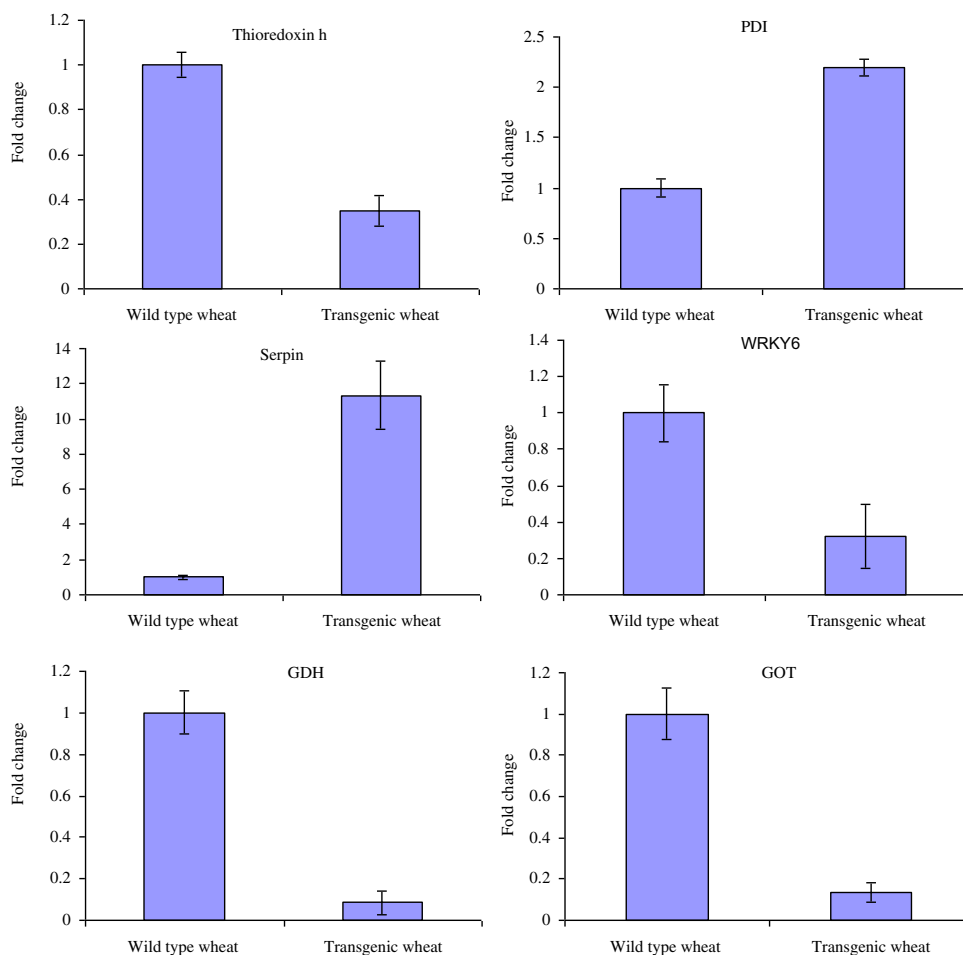 Thioredoxin h
Fold change
1.2
1
0.8
0.6
0.4
0.2
0
Wild type wheat
Transgenic wheat
PDI
Fold change
2.5
2
1.5
1
0.5
0
Wild type wheat
Transgenic wheat
Serpin
Fold change
14
12
10
8
6
4
2
0
Wild type wheat
Transgenic wheat
WRKY6
Fold change
1.4
1.2
1
0.8
0.6
0.4
0.2
0
Wild type wheat
Transgenic wheat
GDH
Fold change
1.2
1
0.8
0.6
0.4
0.2
0
Wild type wheat
Transgenic wheat
GOT
Fold change
1.2
1
0.8
0.6
0.4
0.2
0
Wild type wheat
Transgenic wheat